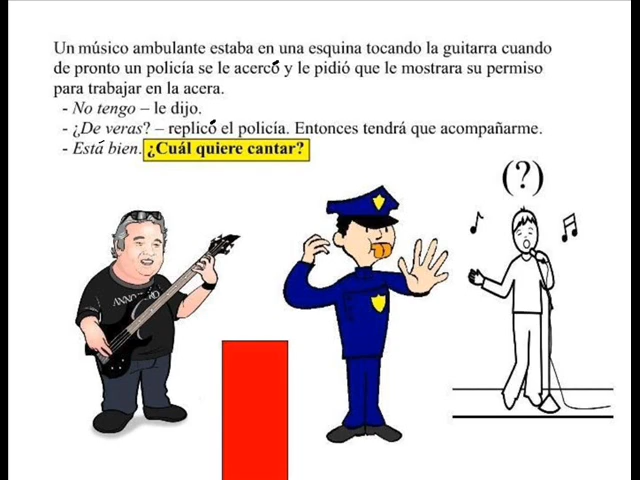 Un músico ambulante estaba en una esquina tocando la guitarra cuando
de pronto un policía se le acercó y le pidió que le mostrara su permiso
para trabajar en la acera.
- No tengo – le dijo.
- ¿De veras? – replicó el policía. Entonces tendrá que acompañarme.
- Está bien. ¿Cuál quiere cantar?
(?)